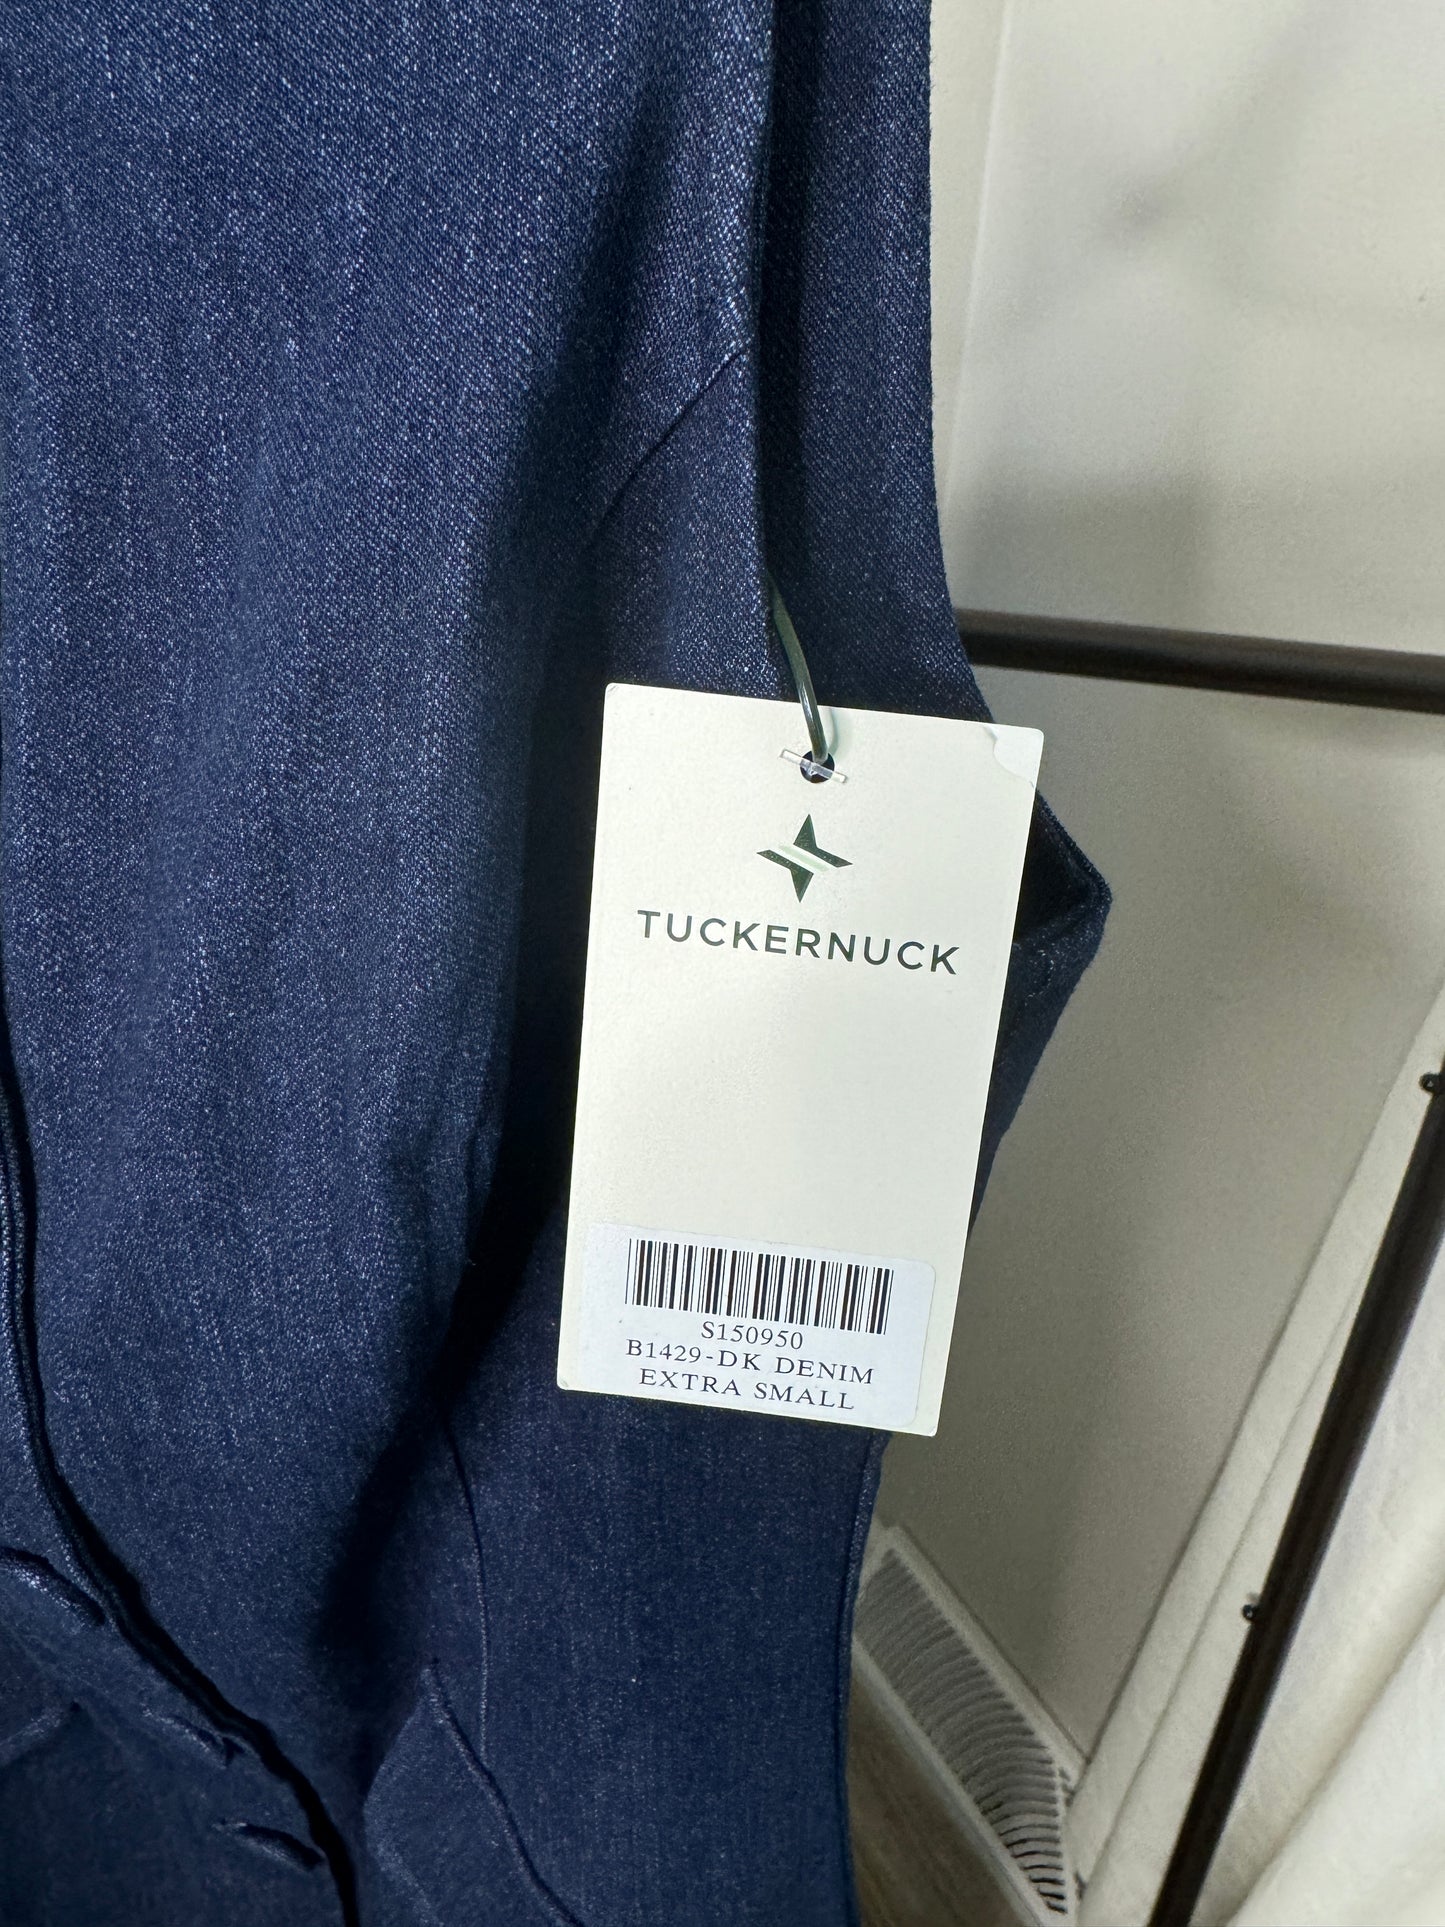 TUCKERNUCK
S150950
B1429-DK DENIM
EXTRA SMALL